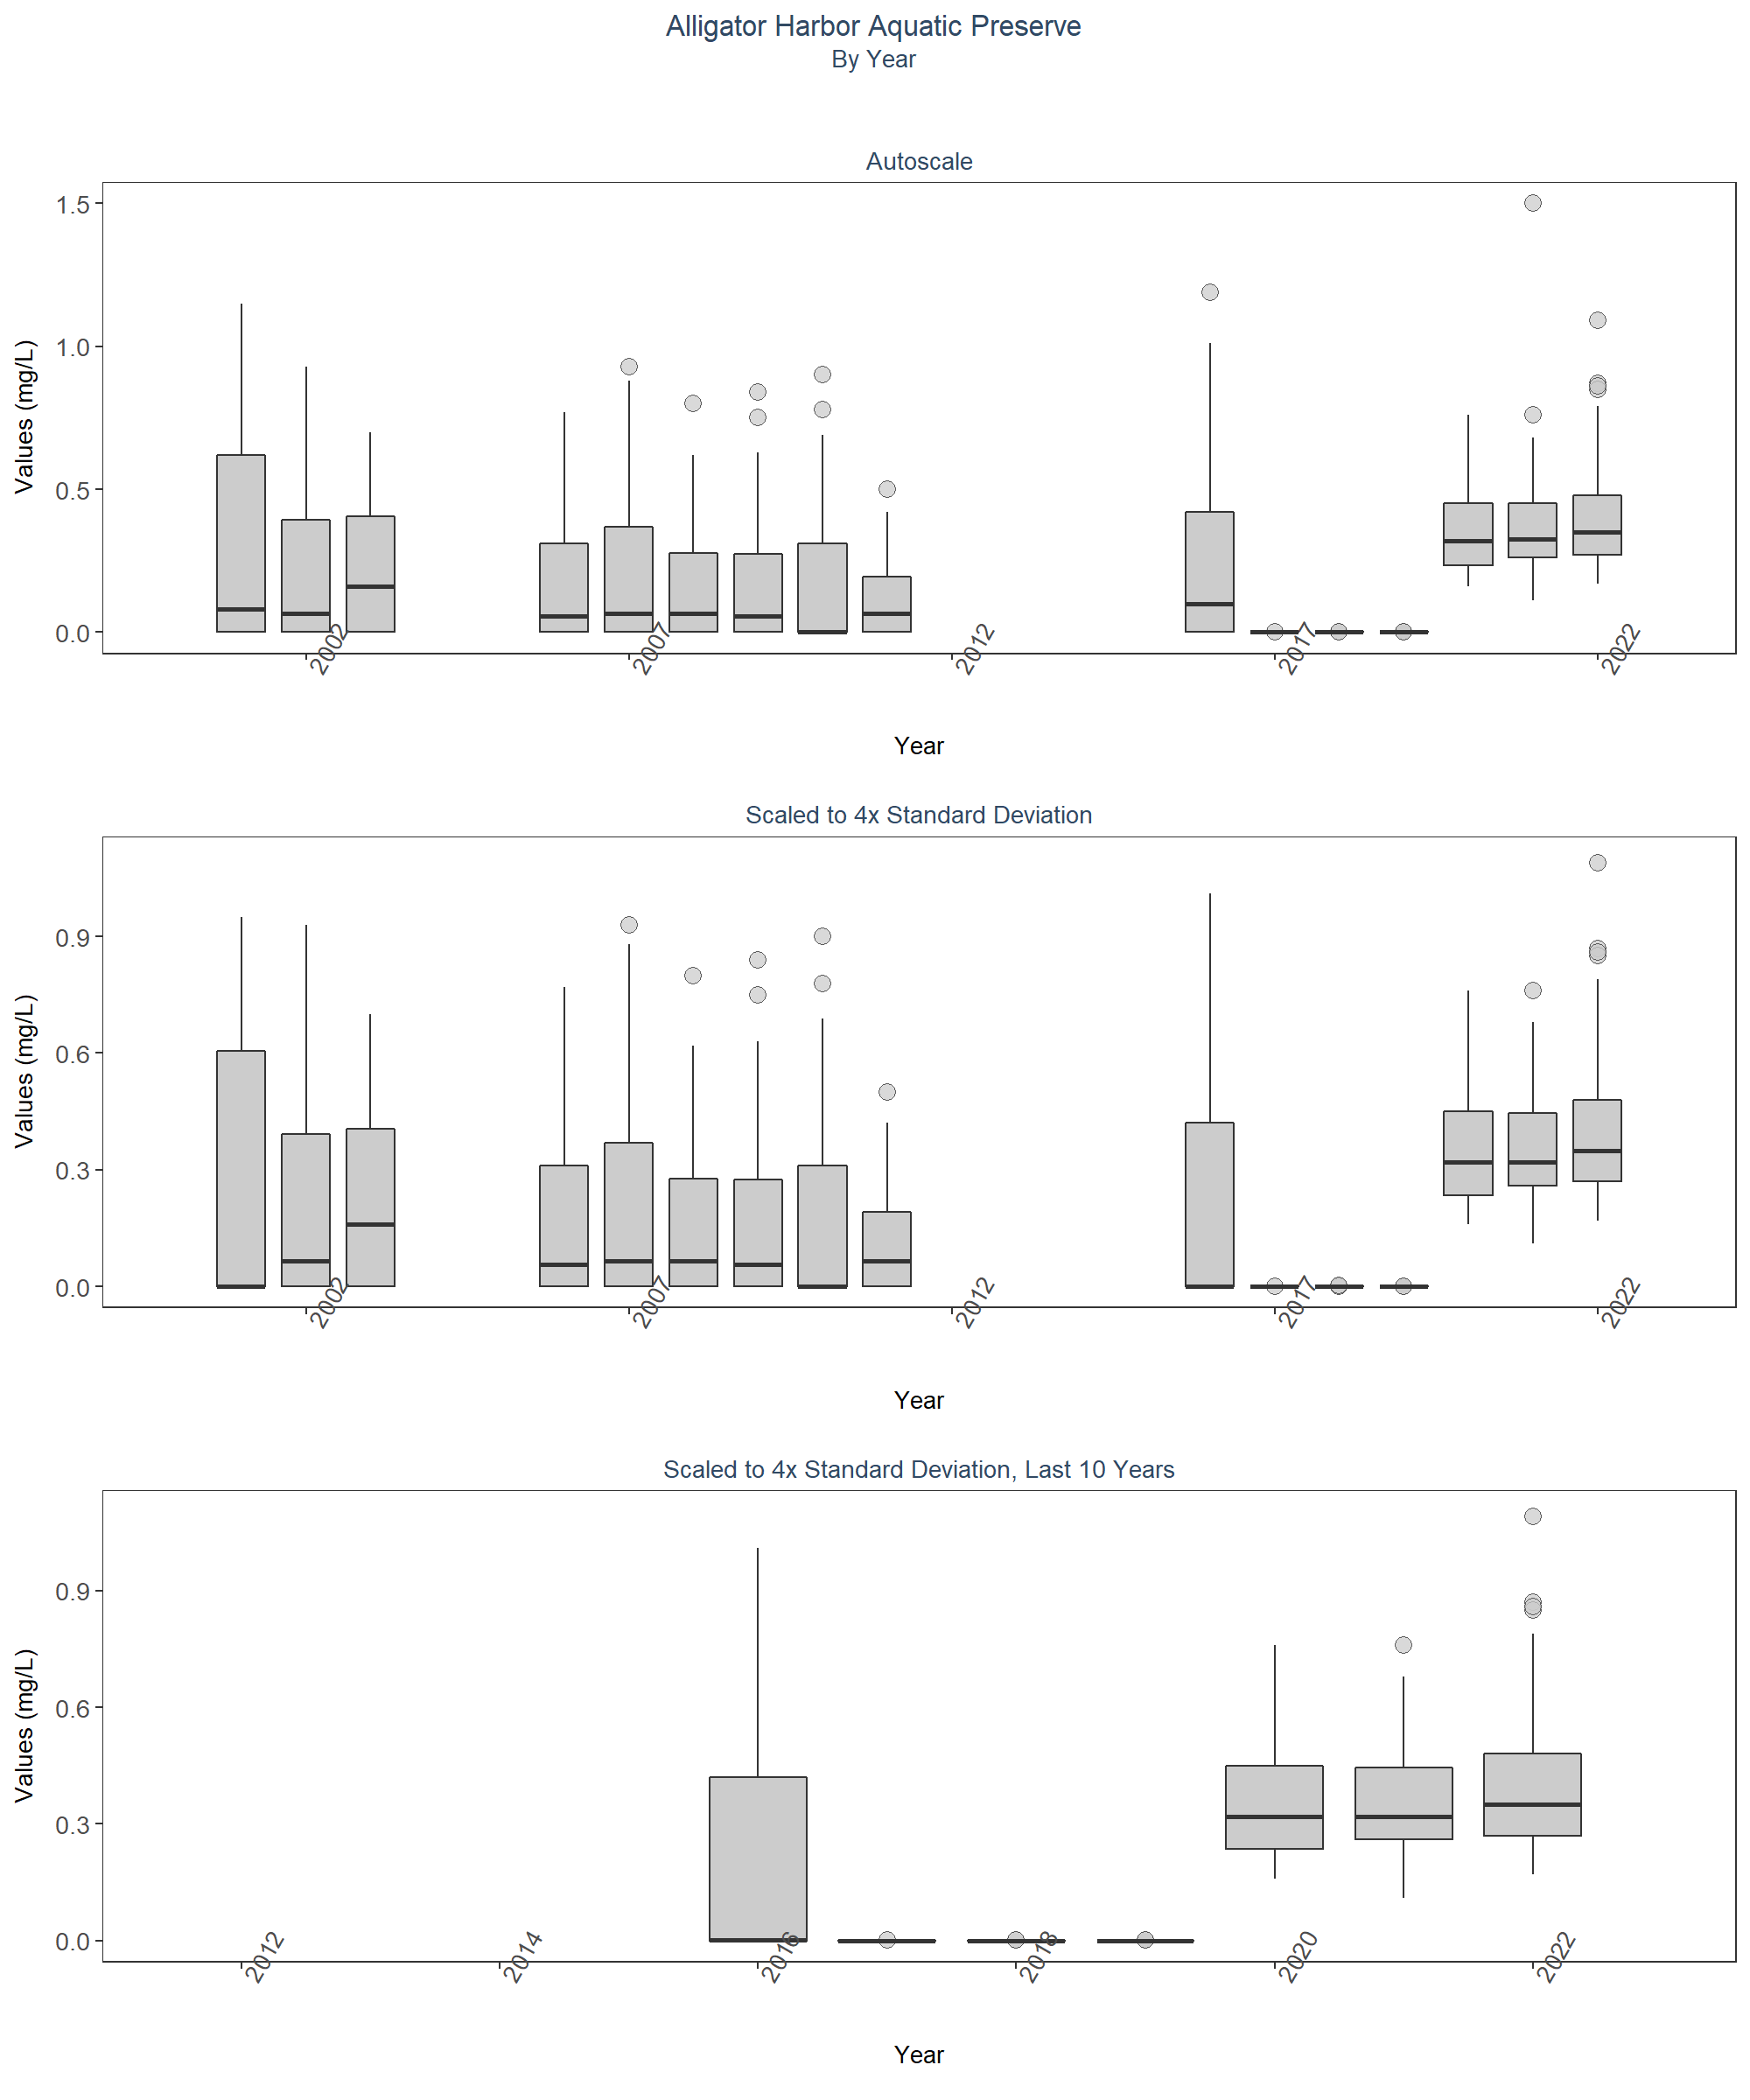 Alligator Harbor Aquatic Preserve
By Year
Autoscale
Values (mg/L)
1.5
1.0
0.5
0.0
2002
2007
2012
2017
2022
Year
Scaled to 4x Standard Deviation
Values (mg/L)
0.9
0.6
0.3
0.0
2002
2007
2012
2017
2022
Year
Scaled to 4x Standard Deviation, Last 10 Years
Values (mg/L)
0.9
0.6
0.3
0.0
2012
2014
2016
2018
2020
2022
Year